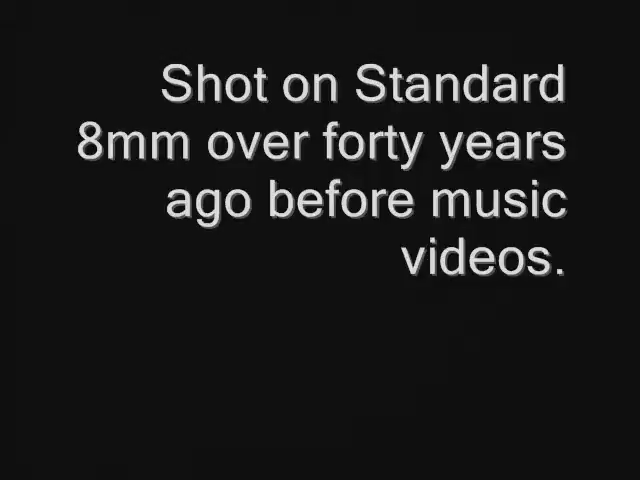 Shot on Standard
8mm over forty years
ago before music
videos.